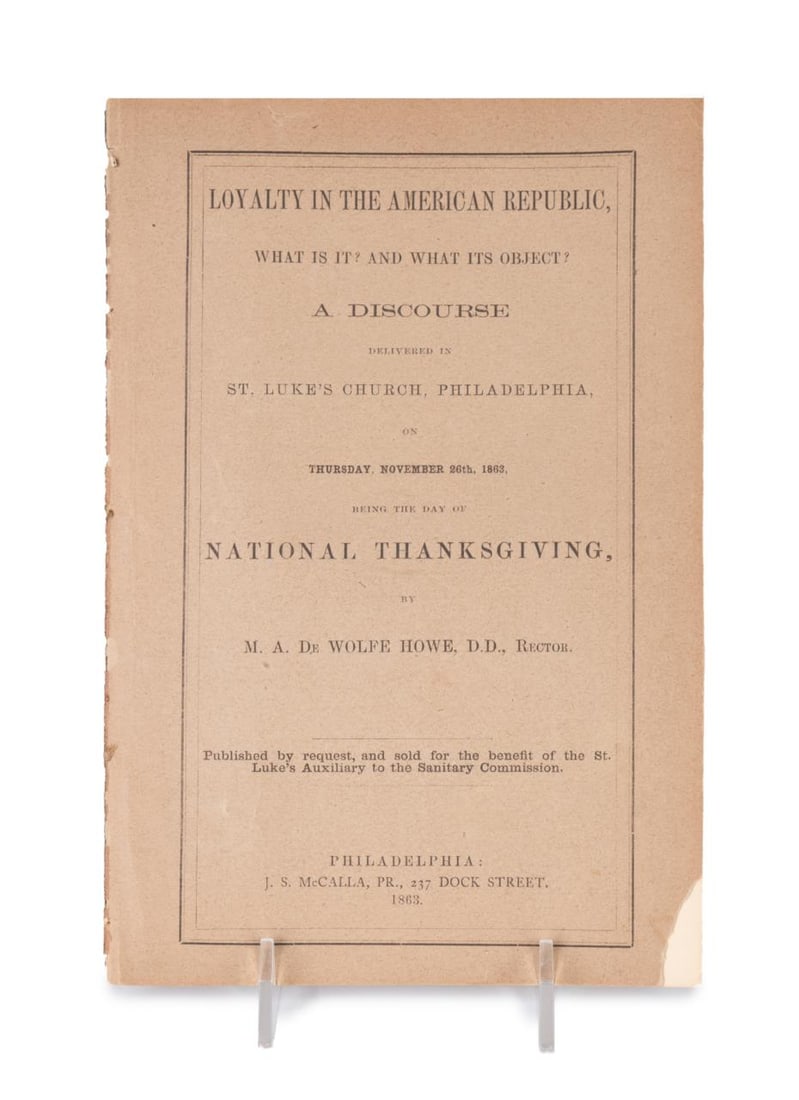 LOYALTY IN THE AMERICAN REPUBLIC,
WHAT IS IT? AND WHAT ITS OBJECT?
A DISCOURSE
DELIVERED IN
ST. LUKE'S CHURCH, PHILADELPHIA,
ON
THURSDAY, NOVEMBER 26th, 1863,
BEING THE DAY OF
NATIONAL THANKSGIVING,
BY
M. A. DE WOLFE HOWE, D.D., RECTOR.
Published by request, and sold for the benefit of the St.
Luke's Auxiliary to the Sanitary Commission.
PHILADELPHIA:
J. S. McCALLA, PR., 237 DOCK STREET.
1863.